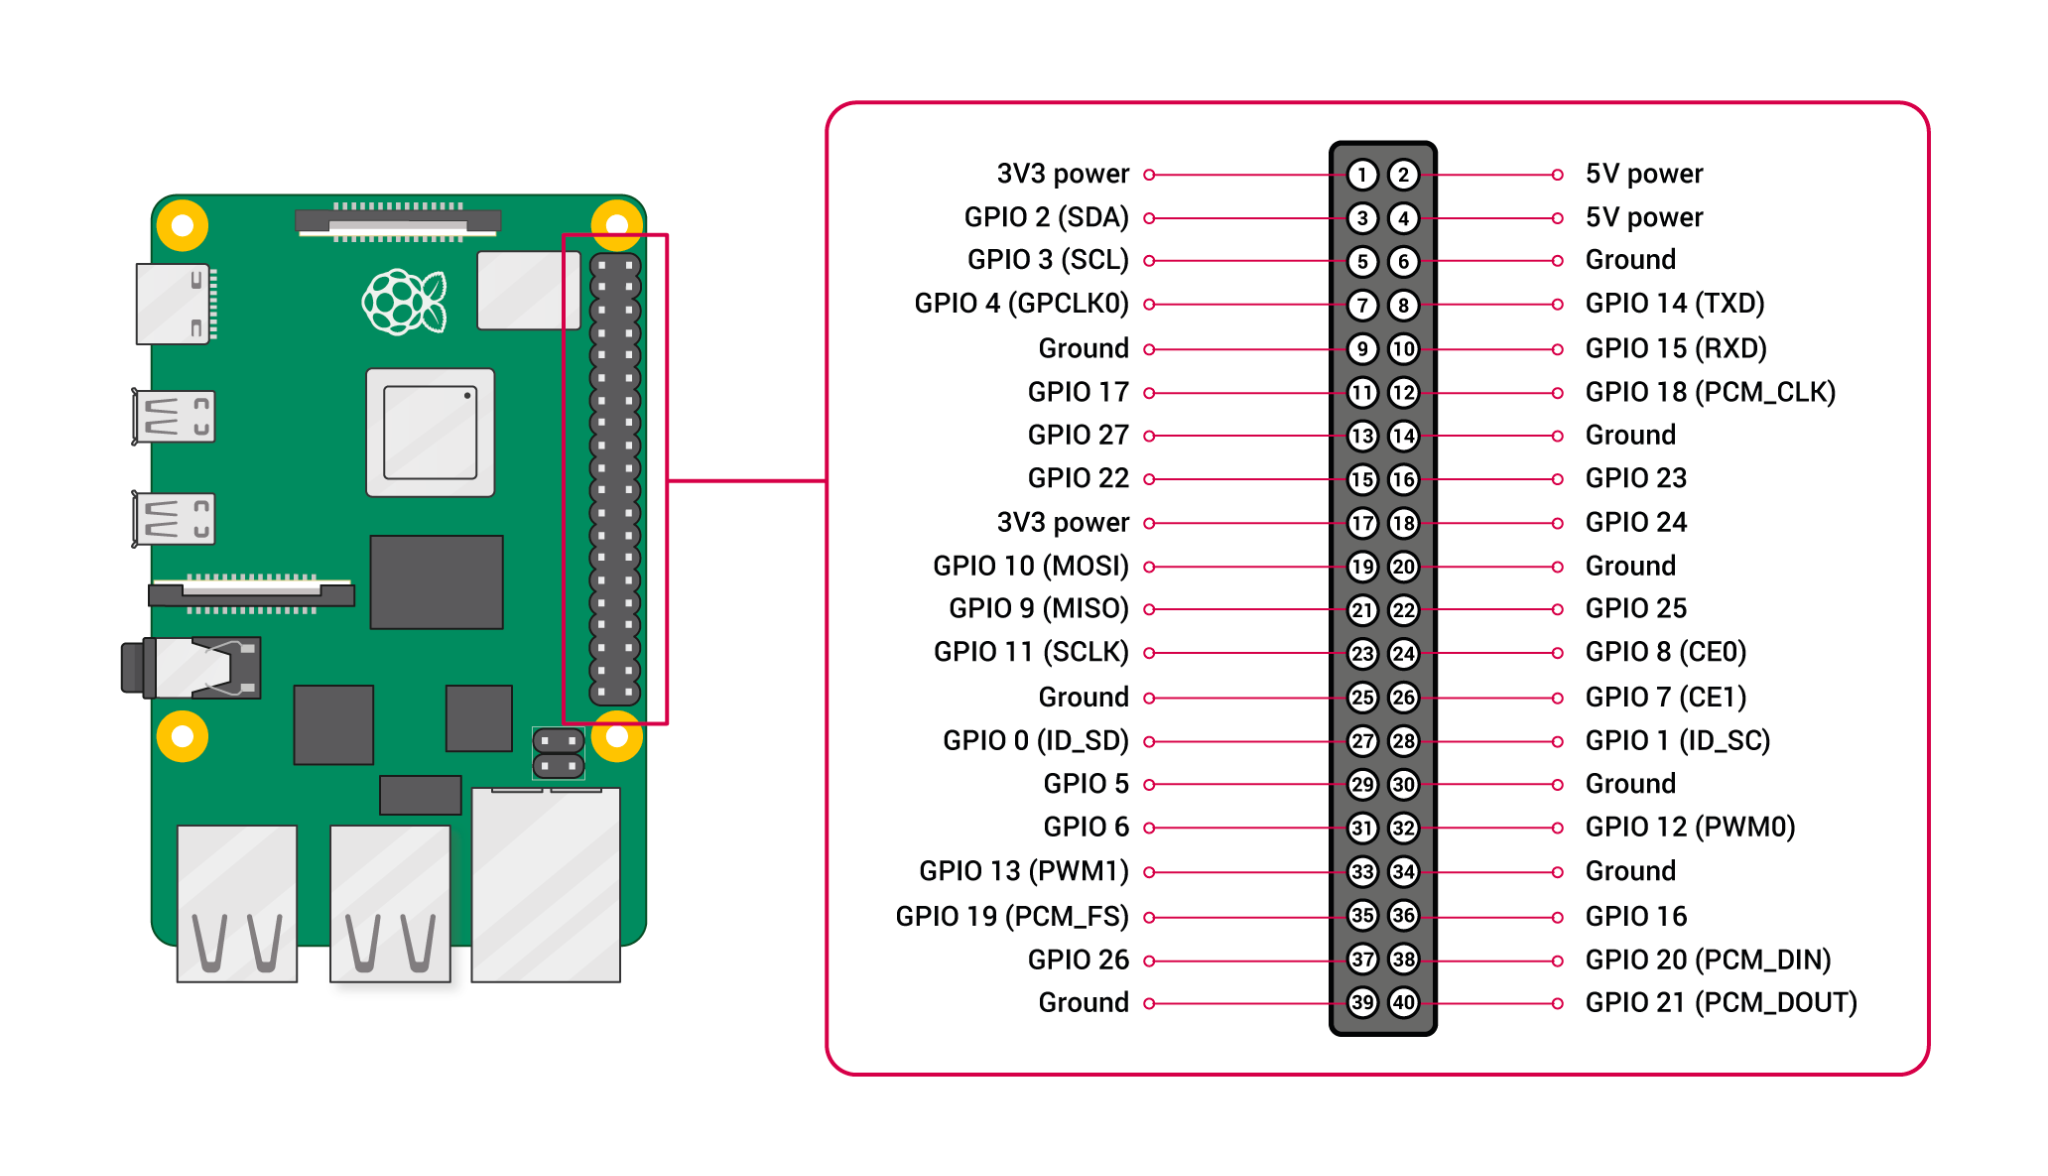 3V3 power 1 2 5V power
GPIO 2 (SDA) 3 4 5V power
GPIO 3 (SCL) 5 6 Ground
GPIO 4 (GPCLK0) 7 8 GPIO 14 (TXD)
Ground 9 10 GPIO 15 (RXD)
GPIO 17 11 12 GPIO 18 (PCM_CLK)
GPIO 27 13 14 Ground
GPIO 22 15 16 GPIO 23
3V3 power 17 18 GPIO 24
GPIO 10 (MOSI) 19 20 Ground
GPIO 9 (MISO) 21 22 GPIO 25
GPIO 11 (SCLK) 23 24 GPIO 8 (CE0)
Ground 25 26 GPIO 7 (CE1)
GPIO 0 (ID_SD) 27 28 GPIO 1 (ID_SC)
GPIO 5 29 30 Ground
GPIO 6 31 32 GPIO 12 (PWM0)
GPIO 13 (PWM1) 33 34 Ground
GPIO 19 (PCM_FS) 35 36 GPIO 16
GPIO 26 37 38 GPIO 20 (PCM_DIN)
Ground 39 40 GPIO 21 (PCM_DOUT)